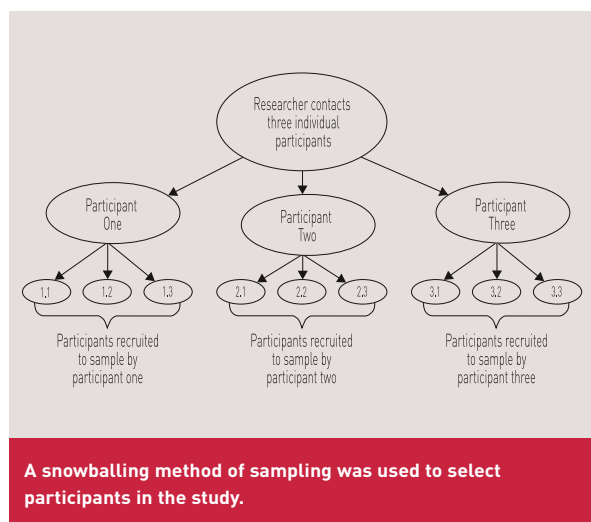 Researcher contacts
three individual
participants
Participant
One
Participant
Two
Participant
Three
1.1 1.2 1.3 2.1 2.2 2.3 3.1 3.2 3.3
Participants recruited
to sample by
participant one
Participants recruited
to sample by
participant two
Participants recruited
to sample by
participant three
A snowballing method of sampling was used to select
participants in the study.